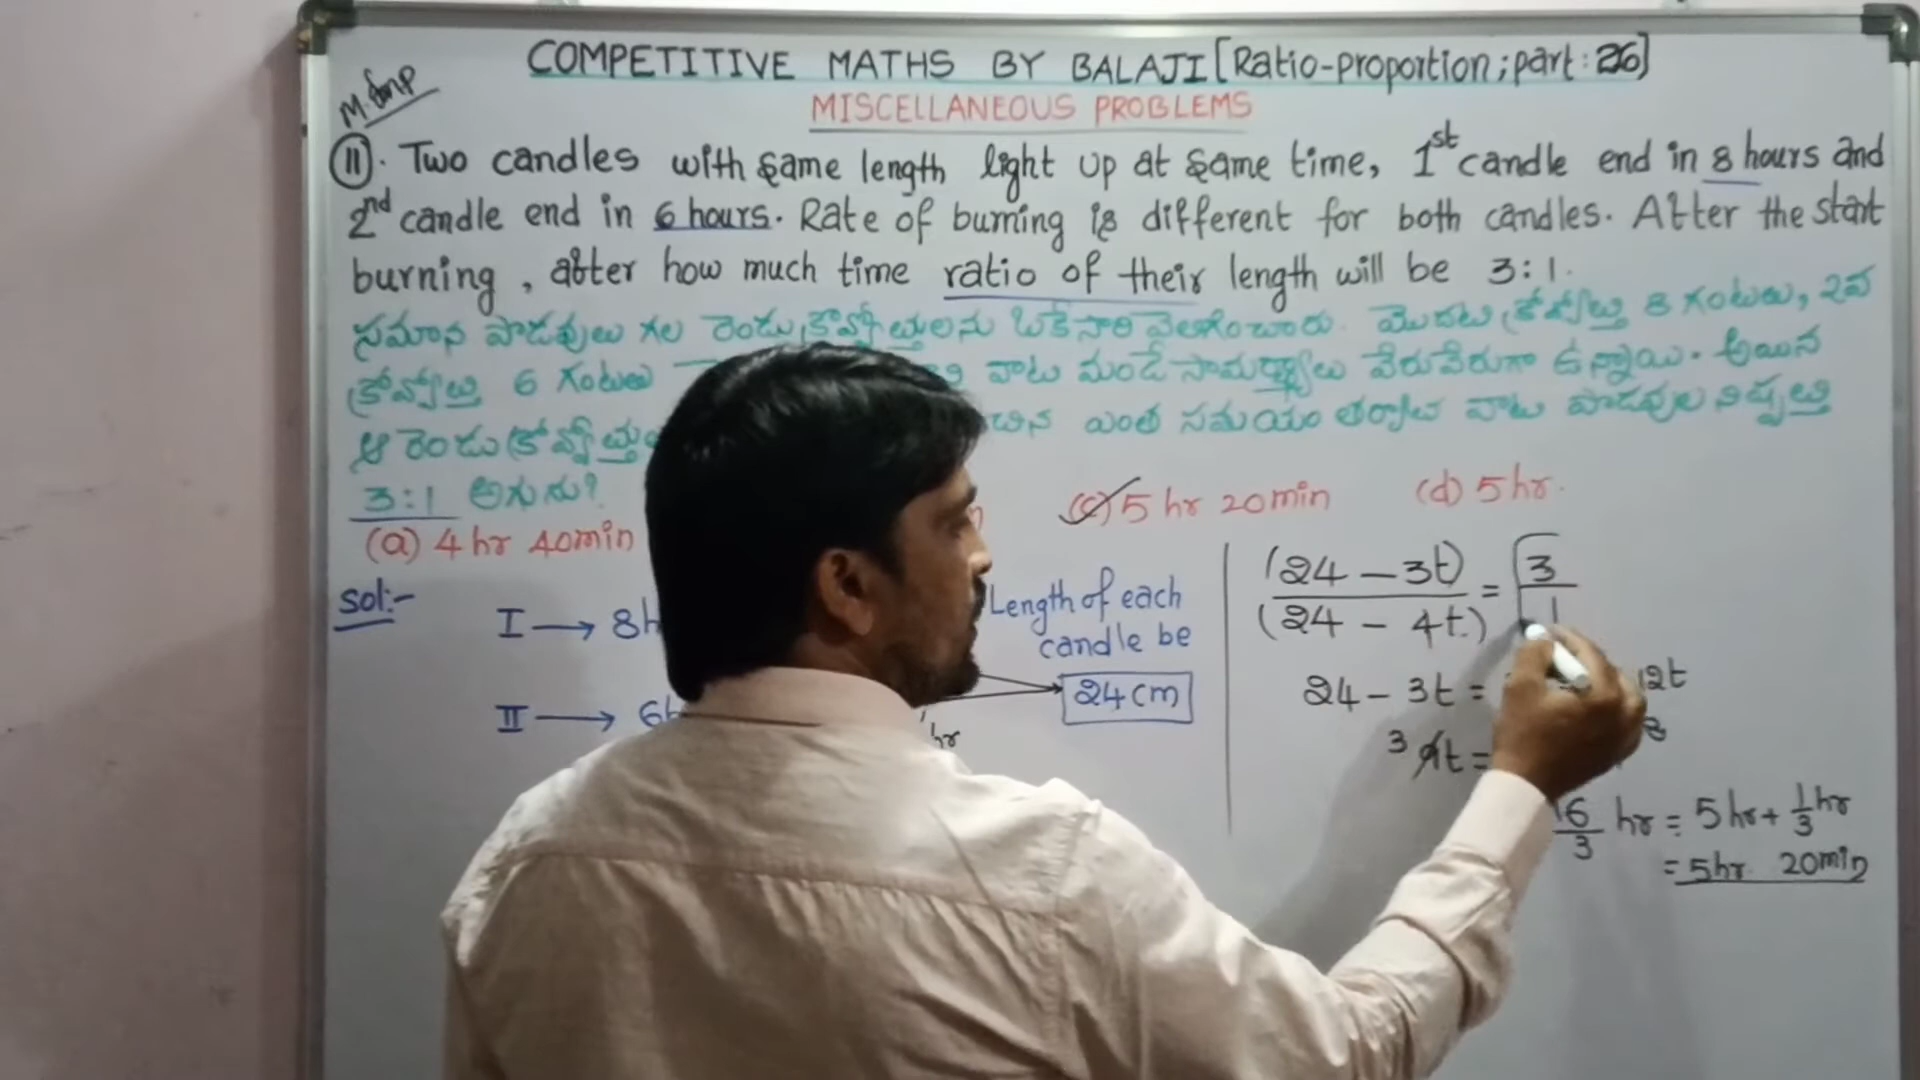 COMPETITIVE MATHS BY BALAJI [Ratio-proportion; part: 26]
M. Imp
MISCELLANEOUS PROBLEMS
11. Two candles with same length light up at same time, 1st candle end in 8 hours and
2nd candle end in 6 hours. Rate of burning is different for both candles. After the start
burning, after how much time ratio of their length will be 3:1.
సమాన పొడవులు గల రెండు క్రొవ్వొత్తులను ఒకేసారి వెలిగించారు. మొదటి క్రొవ్వొత్తి 8 గంటలు, 2వ
క్రొవ్వొత్తి 6 గంటలు వాటి మండే సామర్థ్యాలు వేరువేరుగా ఉన్నాయి. అయిన
ఆ రెండు ఎంత సమయం తర్వాత వాటి పొడవుల నిష్పత్తి
3:1 అగును?
(a) 4 hr 40min (c) 5 hr 20min (d) 5hr.
Sol:-
I → 8h
II → 6h
hr
Length of each
candle be
24cm
(24 - 3t) / (24 - 4t) = 3 / 1
24 - 3t = 12t
3 9t =
16/3 hr = 5hr + 1/3 hr
= 5hr 20min